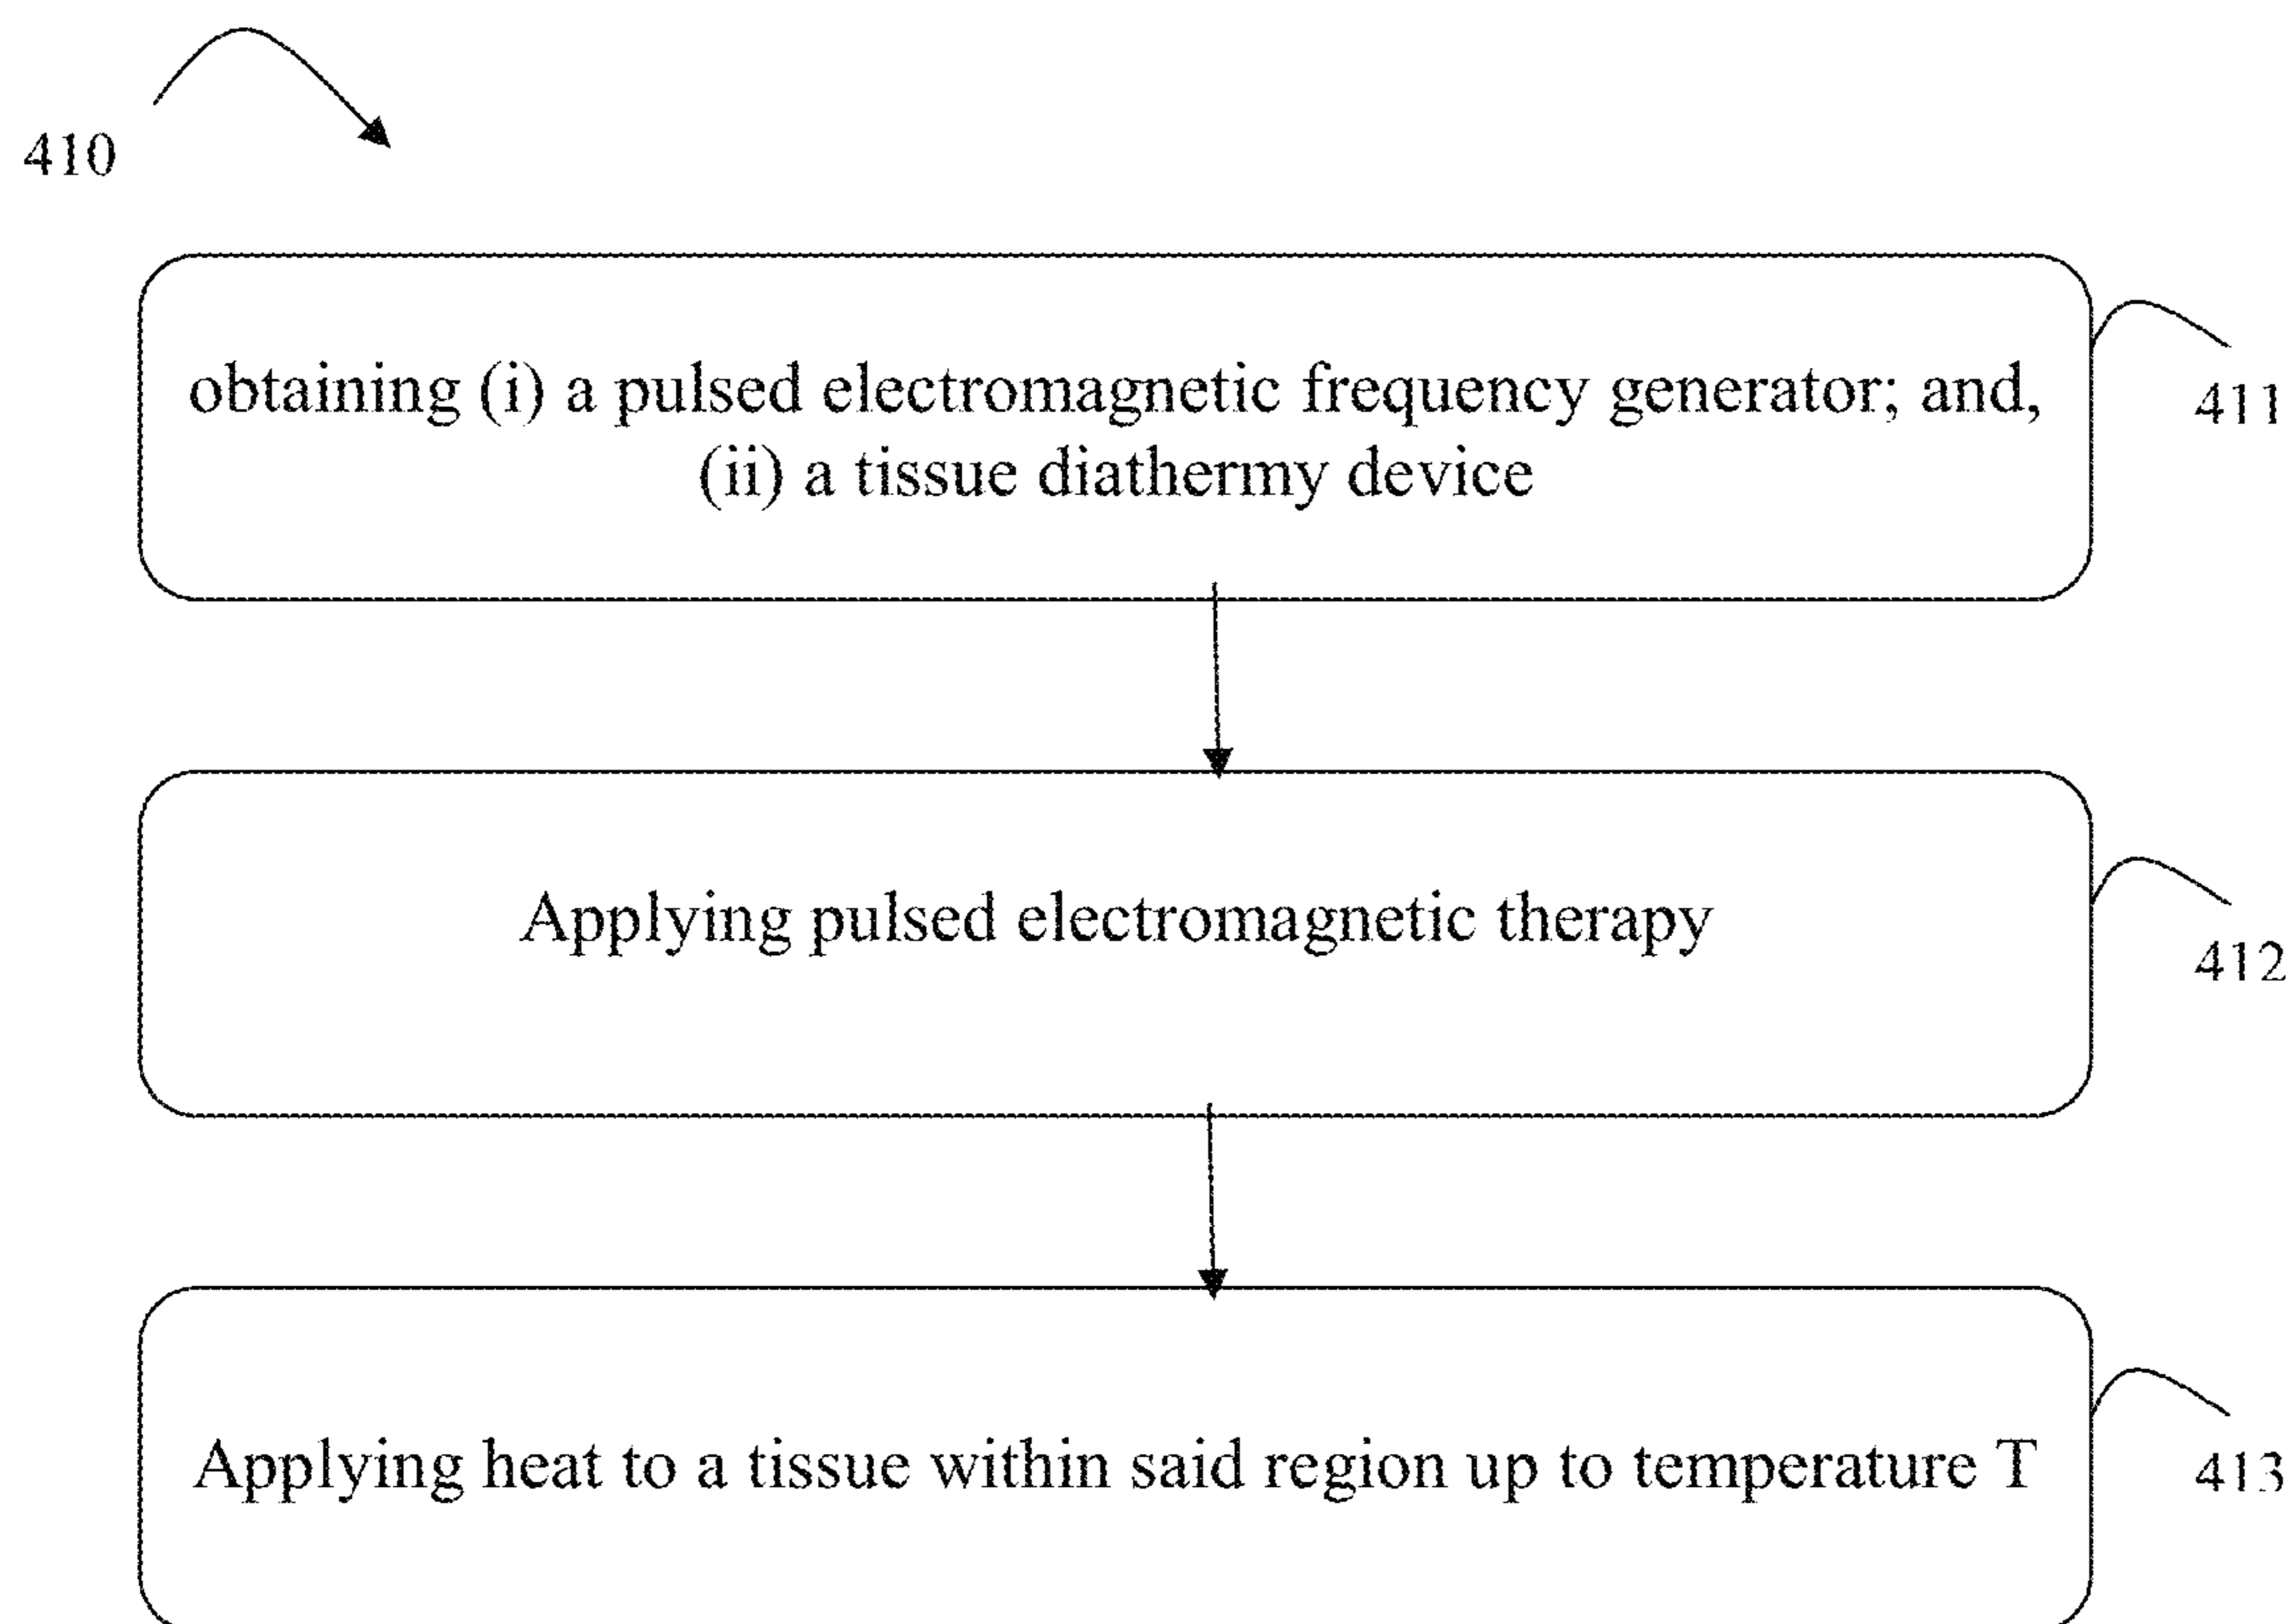 410
obtaining (i) a pulsed electromagnetic frequency generator; and,
(ii) a tissue diathermy device
411
Applying pulsed electromagnetic therapy
412
Applying heat to a tissue within said region up to temperature T
413